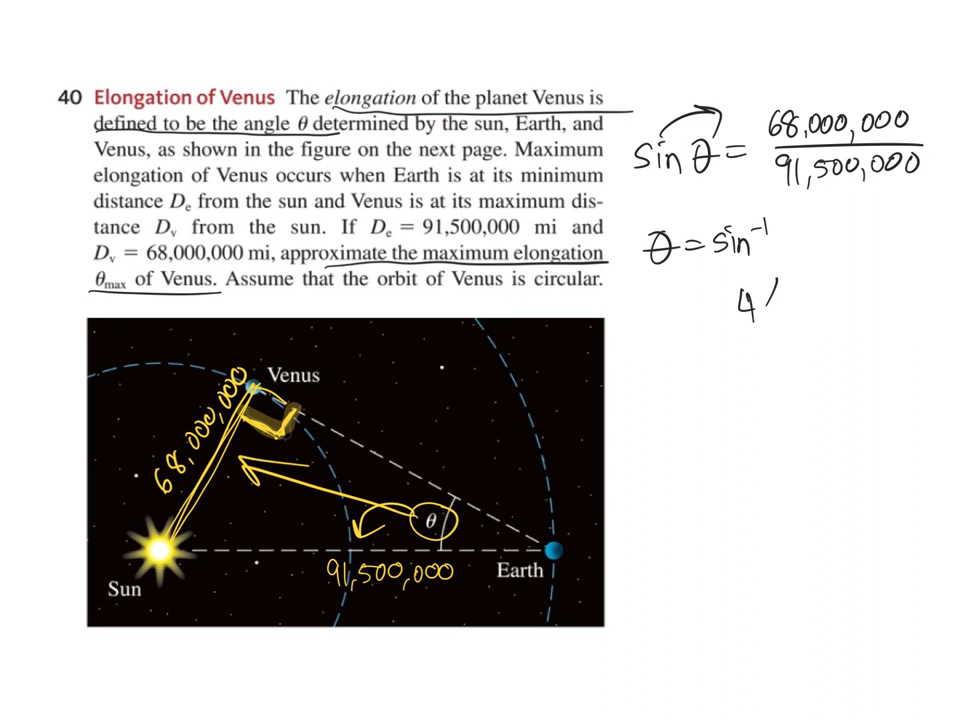 40 Elongation of Venus The elongation of the planet Venus is
defined to be the angle θ determined by the sun, Earth, and
Venus, as shown in the figure on the next page. Maximum
elongation of Venus occurs when Earth is at its minimum
distance Dₑ from the sun and Venus is at its maximum dis-
tance Dᵥ from the sun. If Dₑ = 91,500,000 mi and
Dᵥ = 68,000,000 mi, approximate the maximum elongation
θmax of Venus. Assume that the orbit of Venus is circular.
sin θ = 68,000,000 / 91,500,000
θ = sin⁻¹
4
Venus
68,000,000
θ
91,500,000
Earth
Sun